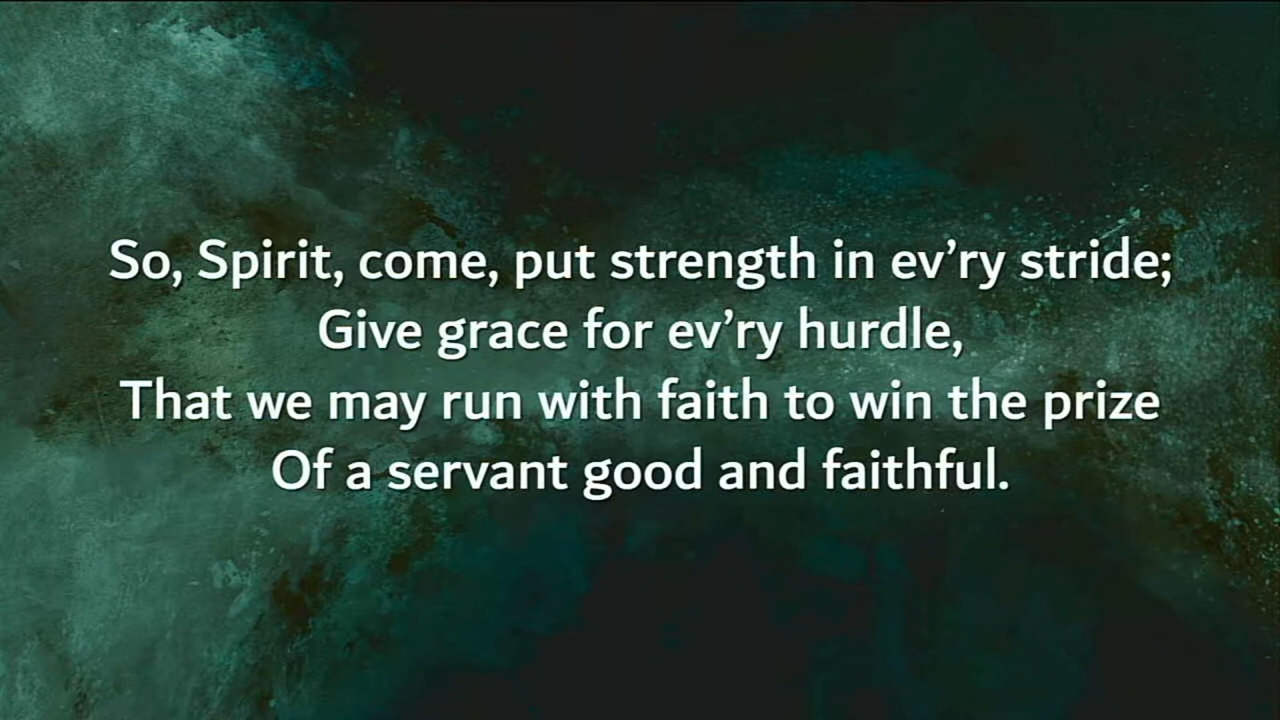 So, Spirit, come, put strength in ev’ry stride;
Give grace for ev’ry hurdle,
That we may run with faith to win the prize
Of a servant good and faithful.